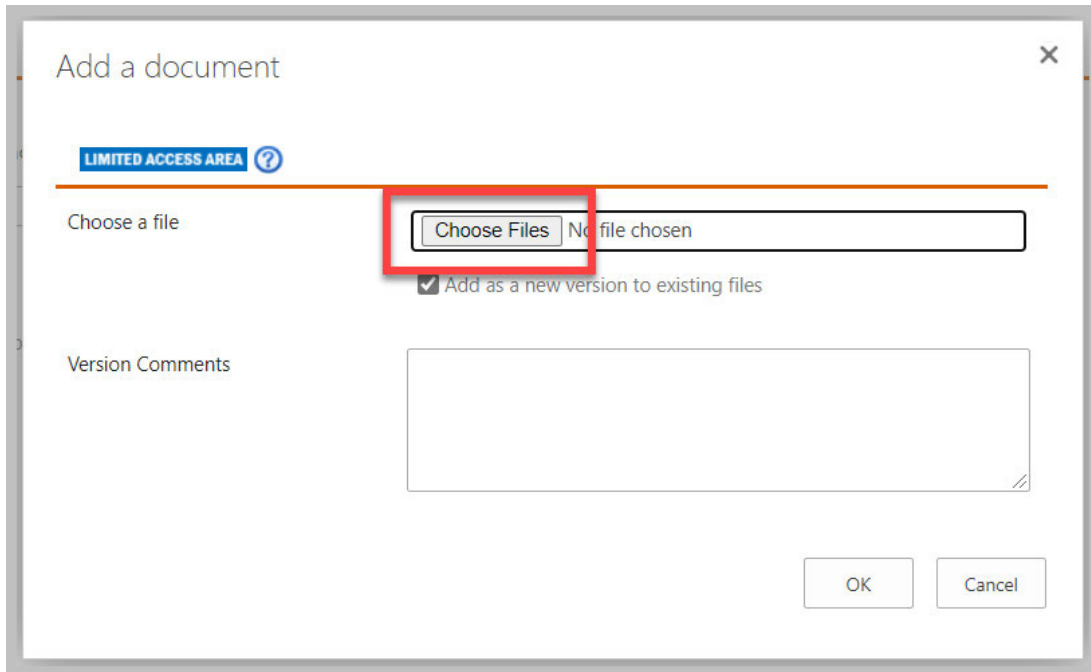 Add a document
LIMITED ACCESS AREA ?
Choose a file
Choose Files No file chosen
Add as a new version to existing files
Version Comments
OK Cancel